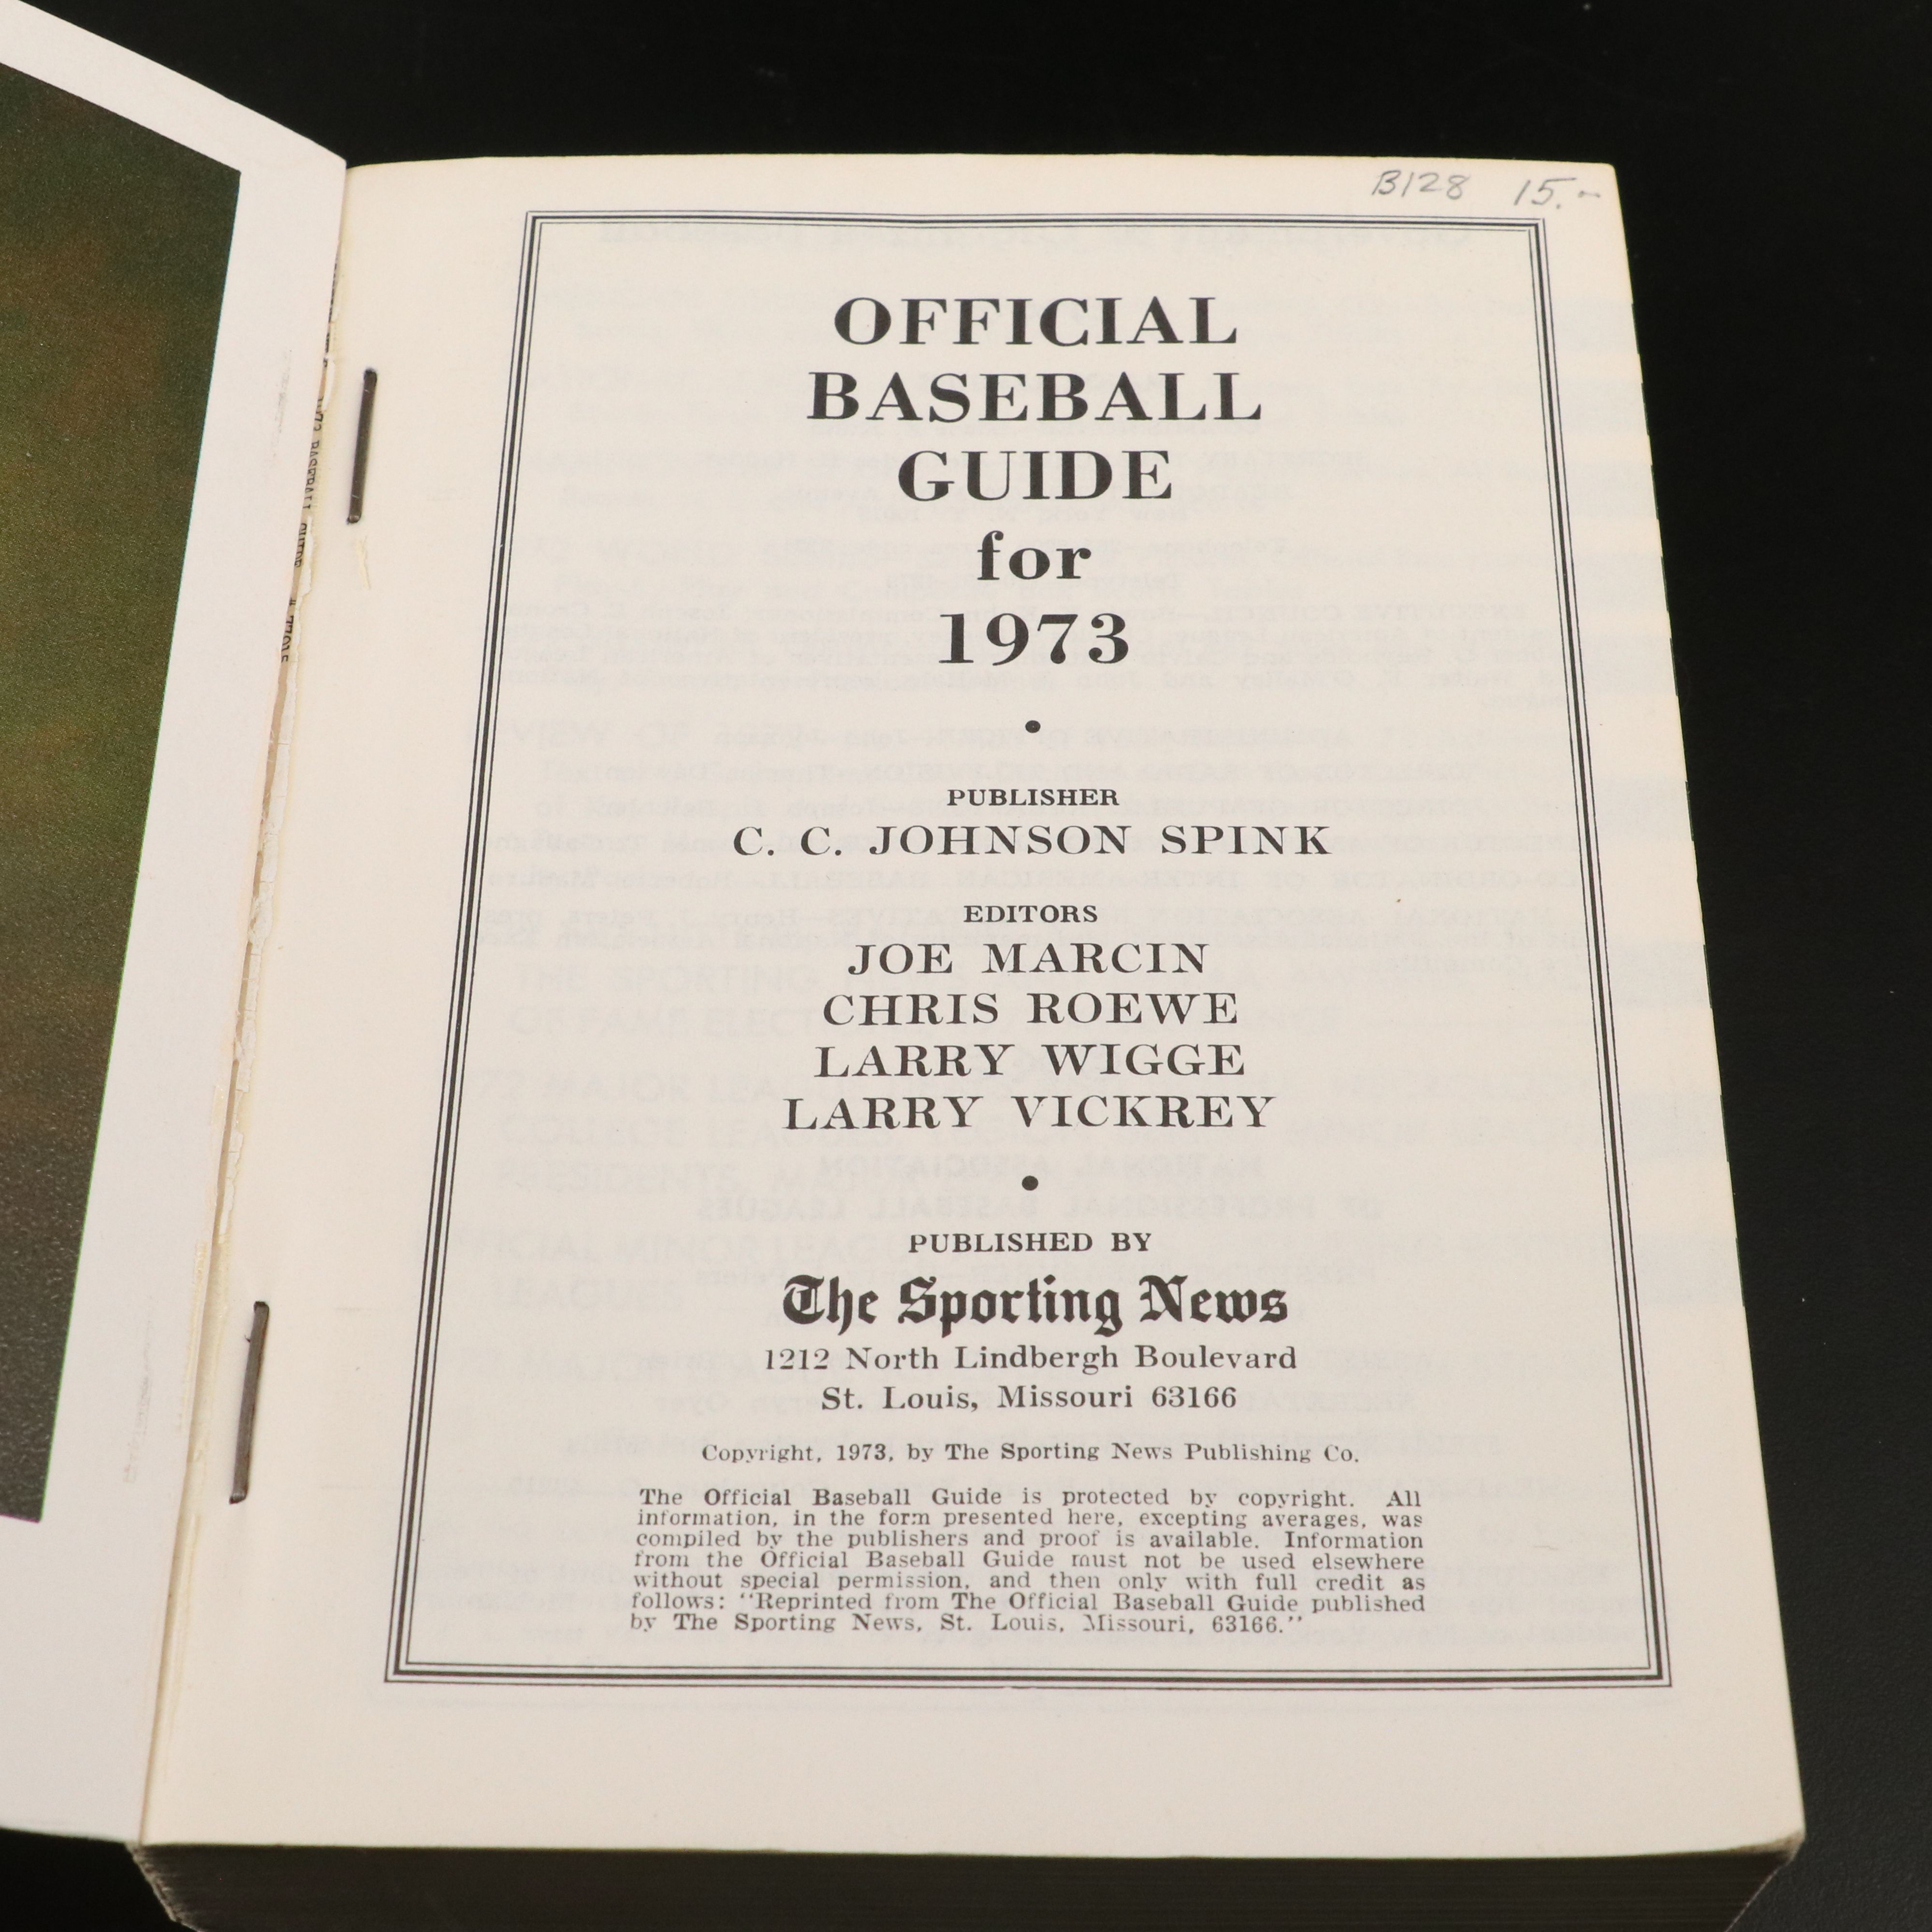 B128 15.-
OFFICIAL
BASEBALL
GUIDE
for
1973
•
PUBLISHER
C. C. JOHNSON SPINK
EDITORS
JOE MARCIN
CHRIS ROEWE
LARRY WIGGE
LARRY VICKREY
•
PUBLISHED BY
The Sporting News
1212 North Lindbergh Boulevard
St. Louis, Missouri 63166
Copyright, 1973, by The Sporting News Publishing Co.
The Official Baseball Guide is protected by copyright. All
information, in the form presented here, excepting averages, was
compiled by the publishers and proof is available. Information
from the Official Baseball Guide must not be used elsewhere
without special permission, and then only with full credit as
follows: "Reprinted from The Official Baseball Guide published
by The Sporting News, St. Louis, Missouri, 63166."